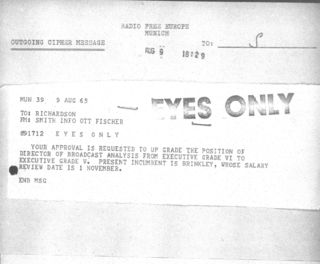 RADIO FREE EUROPE
MUNICH
OUTGOING CIPHER MESSAGE
TO: S
AUG 9 18 29
EYES ONLY
MUN 39 9 AUG 65
TO: RICHARDSON
FM: SMITH INFO OTT FISCHER
091712 EYES ONLY
YOUR APPROVAL IS REQUESTED TO UP GRADE THE POSITION OF
DIRECTOR OF BROADCAST ANALYSIS FROM EXECUTIVE GRADE VI TO
EXECUTIVE GRADE V. PRESENT INCUMBENT IS BRINKLEY, WHOSE SALARY
REVIEW DATE IS 1 NOVEMBER.
END MSG